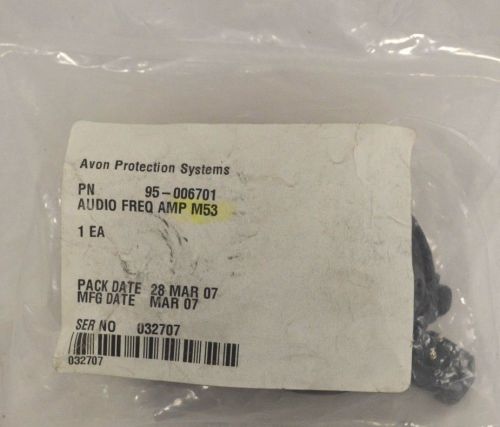 Avon Protection Systems
PN 95-006701
AUDIO FREQ AMP M53
1 EA
PACK DATE 28 MAR 07
MFG DATE MAR 07
SER NO 032707
032707